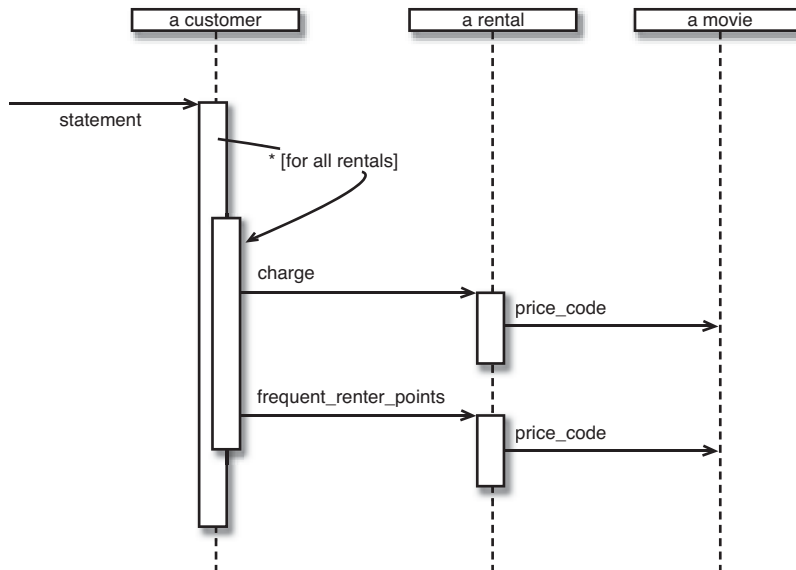 a customer
a rental
a movie
statement
* [for all rentals]
charge
price_code
frequent_renter_points
price_code